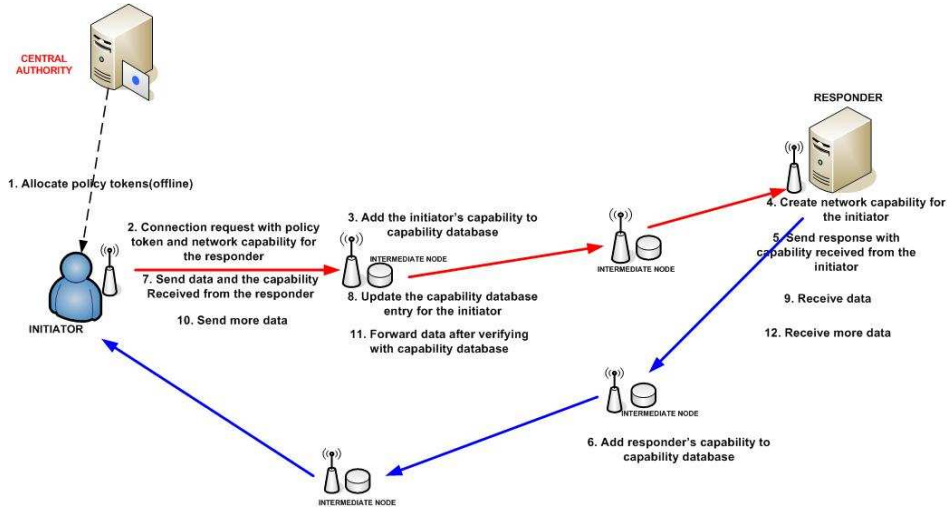 CENTRAL
AUTHORITY
RESPONDER
1. Allocate policy tokens(offline)
2. Connection request with policy
token and network capability for
the responder
3. Add the initiator's capability to
capability database
4. Create network capability for
the initiator
5. Send response with
capability received from the
initiator
INTERMEDIATE NODE
INTERMEDIATE NODE
7. Send data and the capability
Received from the responder
8. Update the capability database
entry for the initiator
9. Receive data
10. Send more data
INITIATOR
11. Forward data after verifying
with capability database
12. Receive more data
INTERMEDIATE NODE
6. Add responder's capability to
capability database
INTERMEDIATE NODE